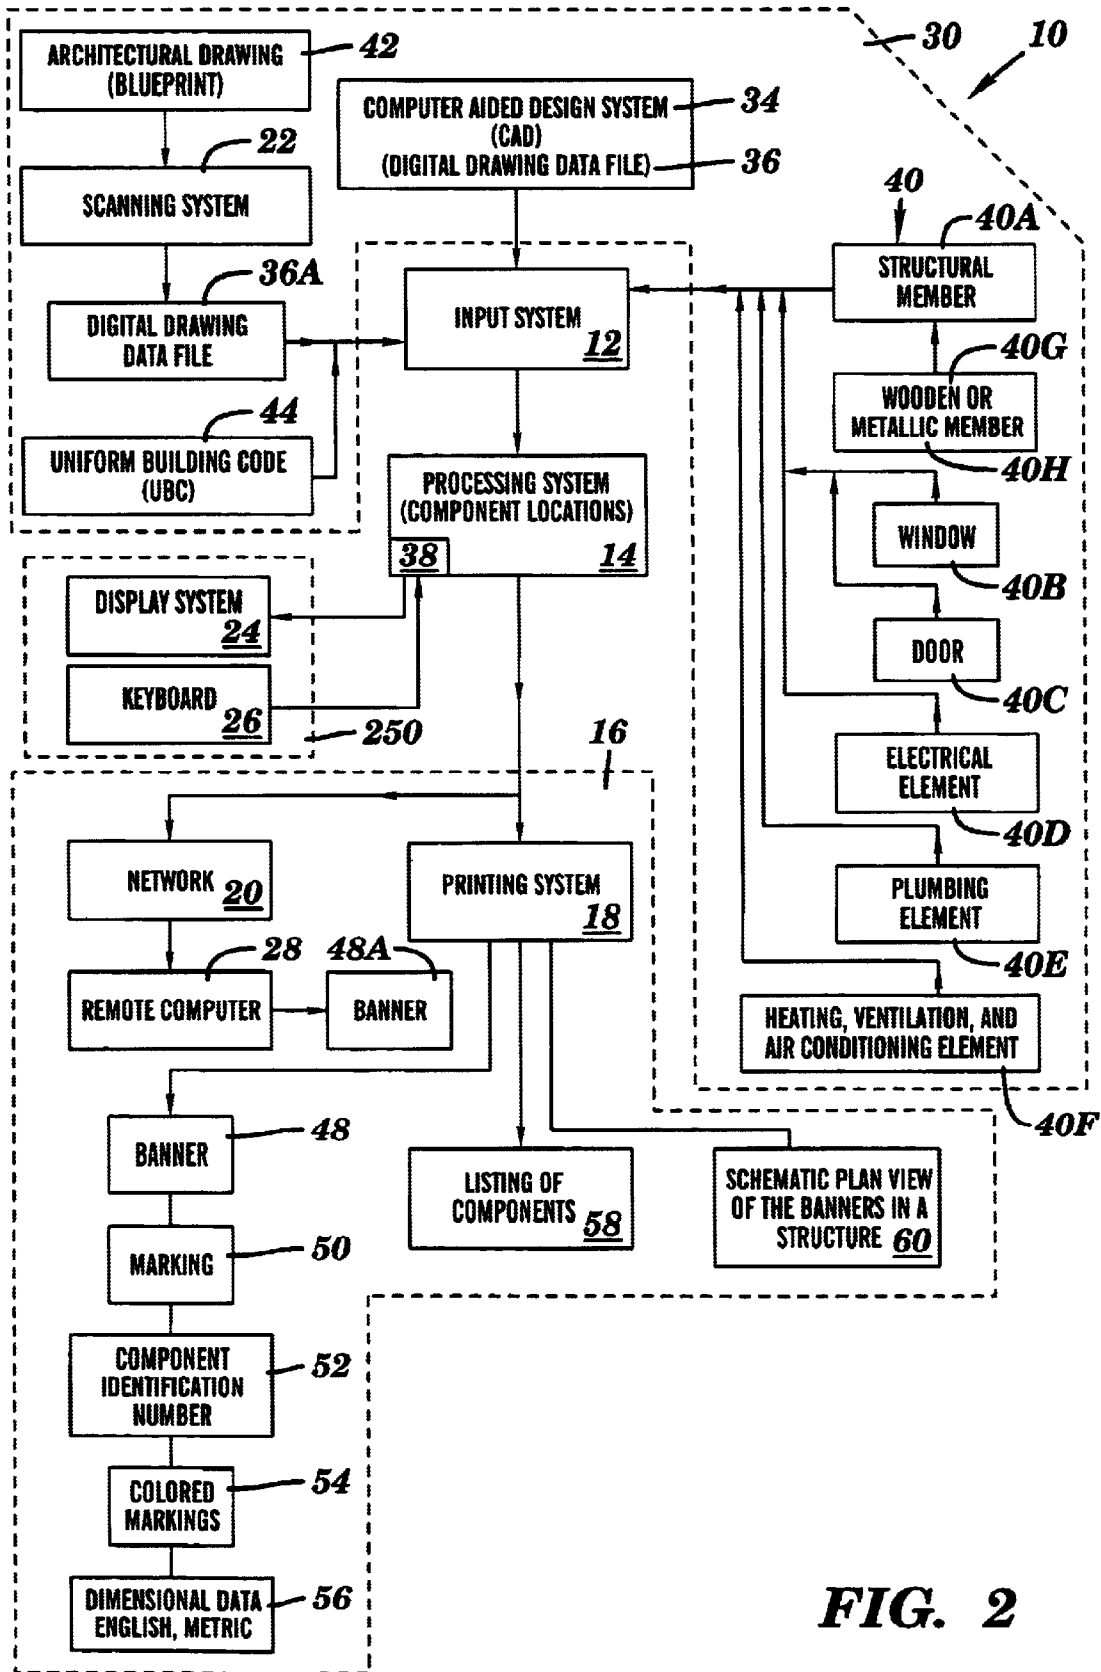 ARCHITECTURAL DRAWING
(BLUEPRINT)
42
30
10
COMPUTER AIDED DESIGN SYSTEM
(CAD)
(DIGITAL DRAWING DATA FILE)
34
36
22
SCANNING SYSTEM
36A
DIGITAL DRAWING
DATA FILE
44
UNIFORM BUILDING CODE
(UBC)
INPUT SYSTEM
12
40
40A
STRUCTURAL
MEMBER
40G
WOODEN OR
METALLIC MEMBER
40H
WINDOW
40B
DOOR
40C
ELECTRICAL
ELEMENT
40D
PLUMBING
ELEMENT
40E
HEATING, VENTILATION, AND
AIR CONDITIONING ELEMENT
40F
PROCESSING SYSTEM
(COMPONENT LOCATIONS)
38
14
DISPLAY SYSTEM
24
KEYBOARD
26
250
16
NETWORK
20
PRINTING SYSTEM
18
28
REMOTE COMPUTER
48A
BANNER
BANNER
48
MARKING
50
COMPONENT
IDENTIFICATION
NUMBER
52
COLORED
MARKINGS
54
DIMENSIONAL DATA
ENGLISH, METRIC
56
LISTING OF
COMPONENTS
58
SCHEMATIC PLAN VIEW
OF THE BANNERS IN A
STRUCTURE 60
FIG. 2